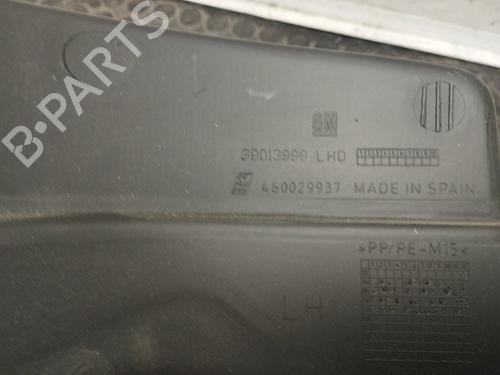 GM
39013999 LHD
460029937 MADE IN SPAIN
>PP/PE-M15<
LH
B-PARTS